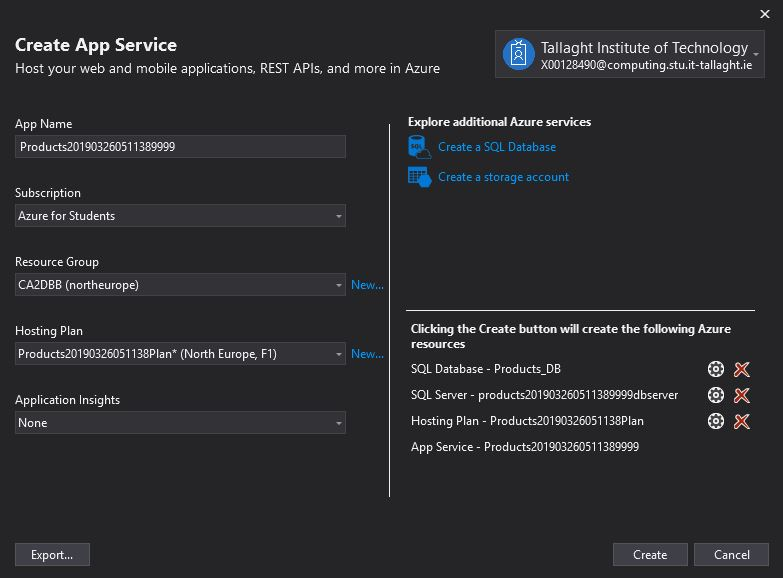 Create App Service
Host your web and mobile applications, REST APIs, and more in Azure
Tallaght Institute of Technology
X00128490@computing.stu.it-tallaght.ie
App Name
Products201903260511389999
Subscription
Azure for Students
Resource Group
CA2DBB (northeurope)
New...
Hosting Plan
Products20190326051138Plan* (North Europe, F1)
New...
Application Insights
None
Explore additional Azure services
Create a SQL Database
Create a storage account
Clicking the Create button will create the following Azure
resources
SQL Database - Products_DB
SQL Server - products201903260511389999dbserver
Hosting Plan - Products20190326051138Plan
App Service - Products201903260511389999
Export...
Create
Cancel